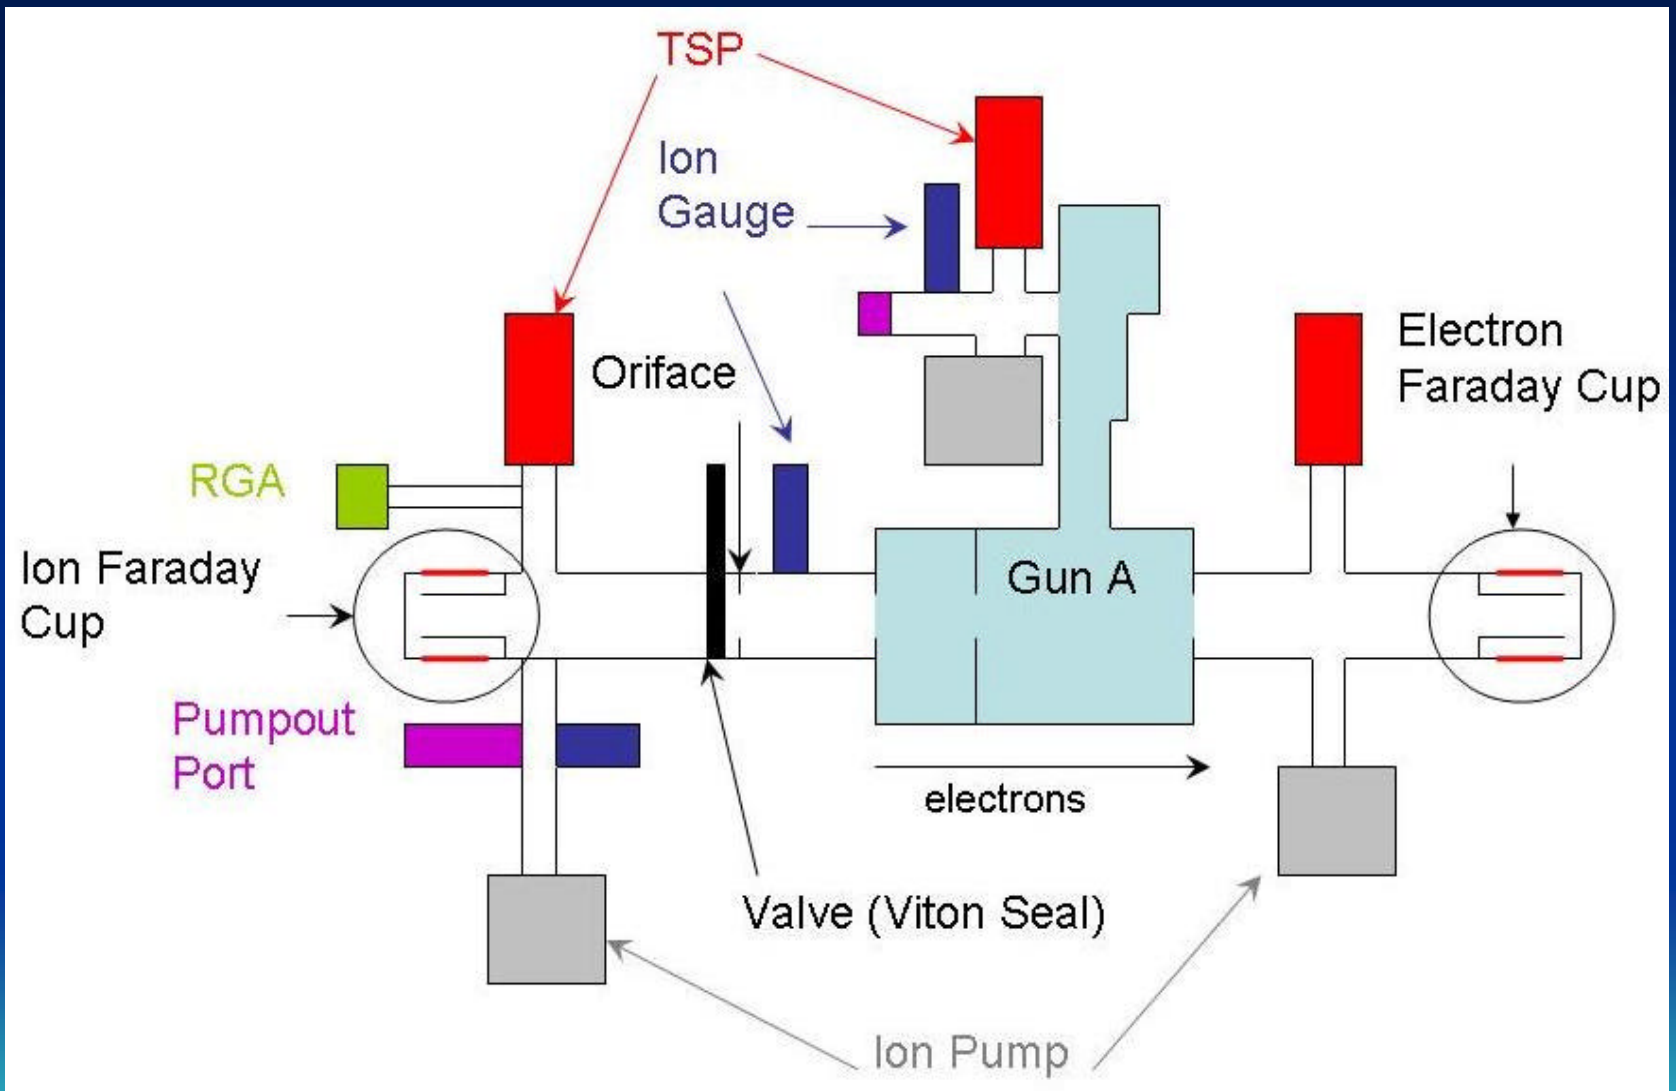 TSP
Ion
Gauge
Oriface
Electron
Faraday Cup
RGA
Ion Faraday
Cup
Gun A
Pumpout
Port
electrons
Valve (Viton Seal)
Ion Pump